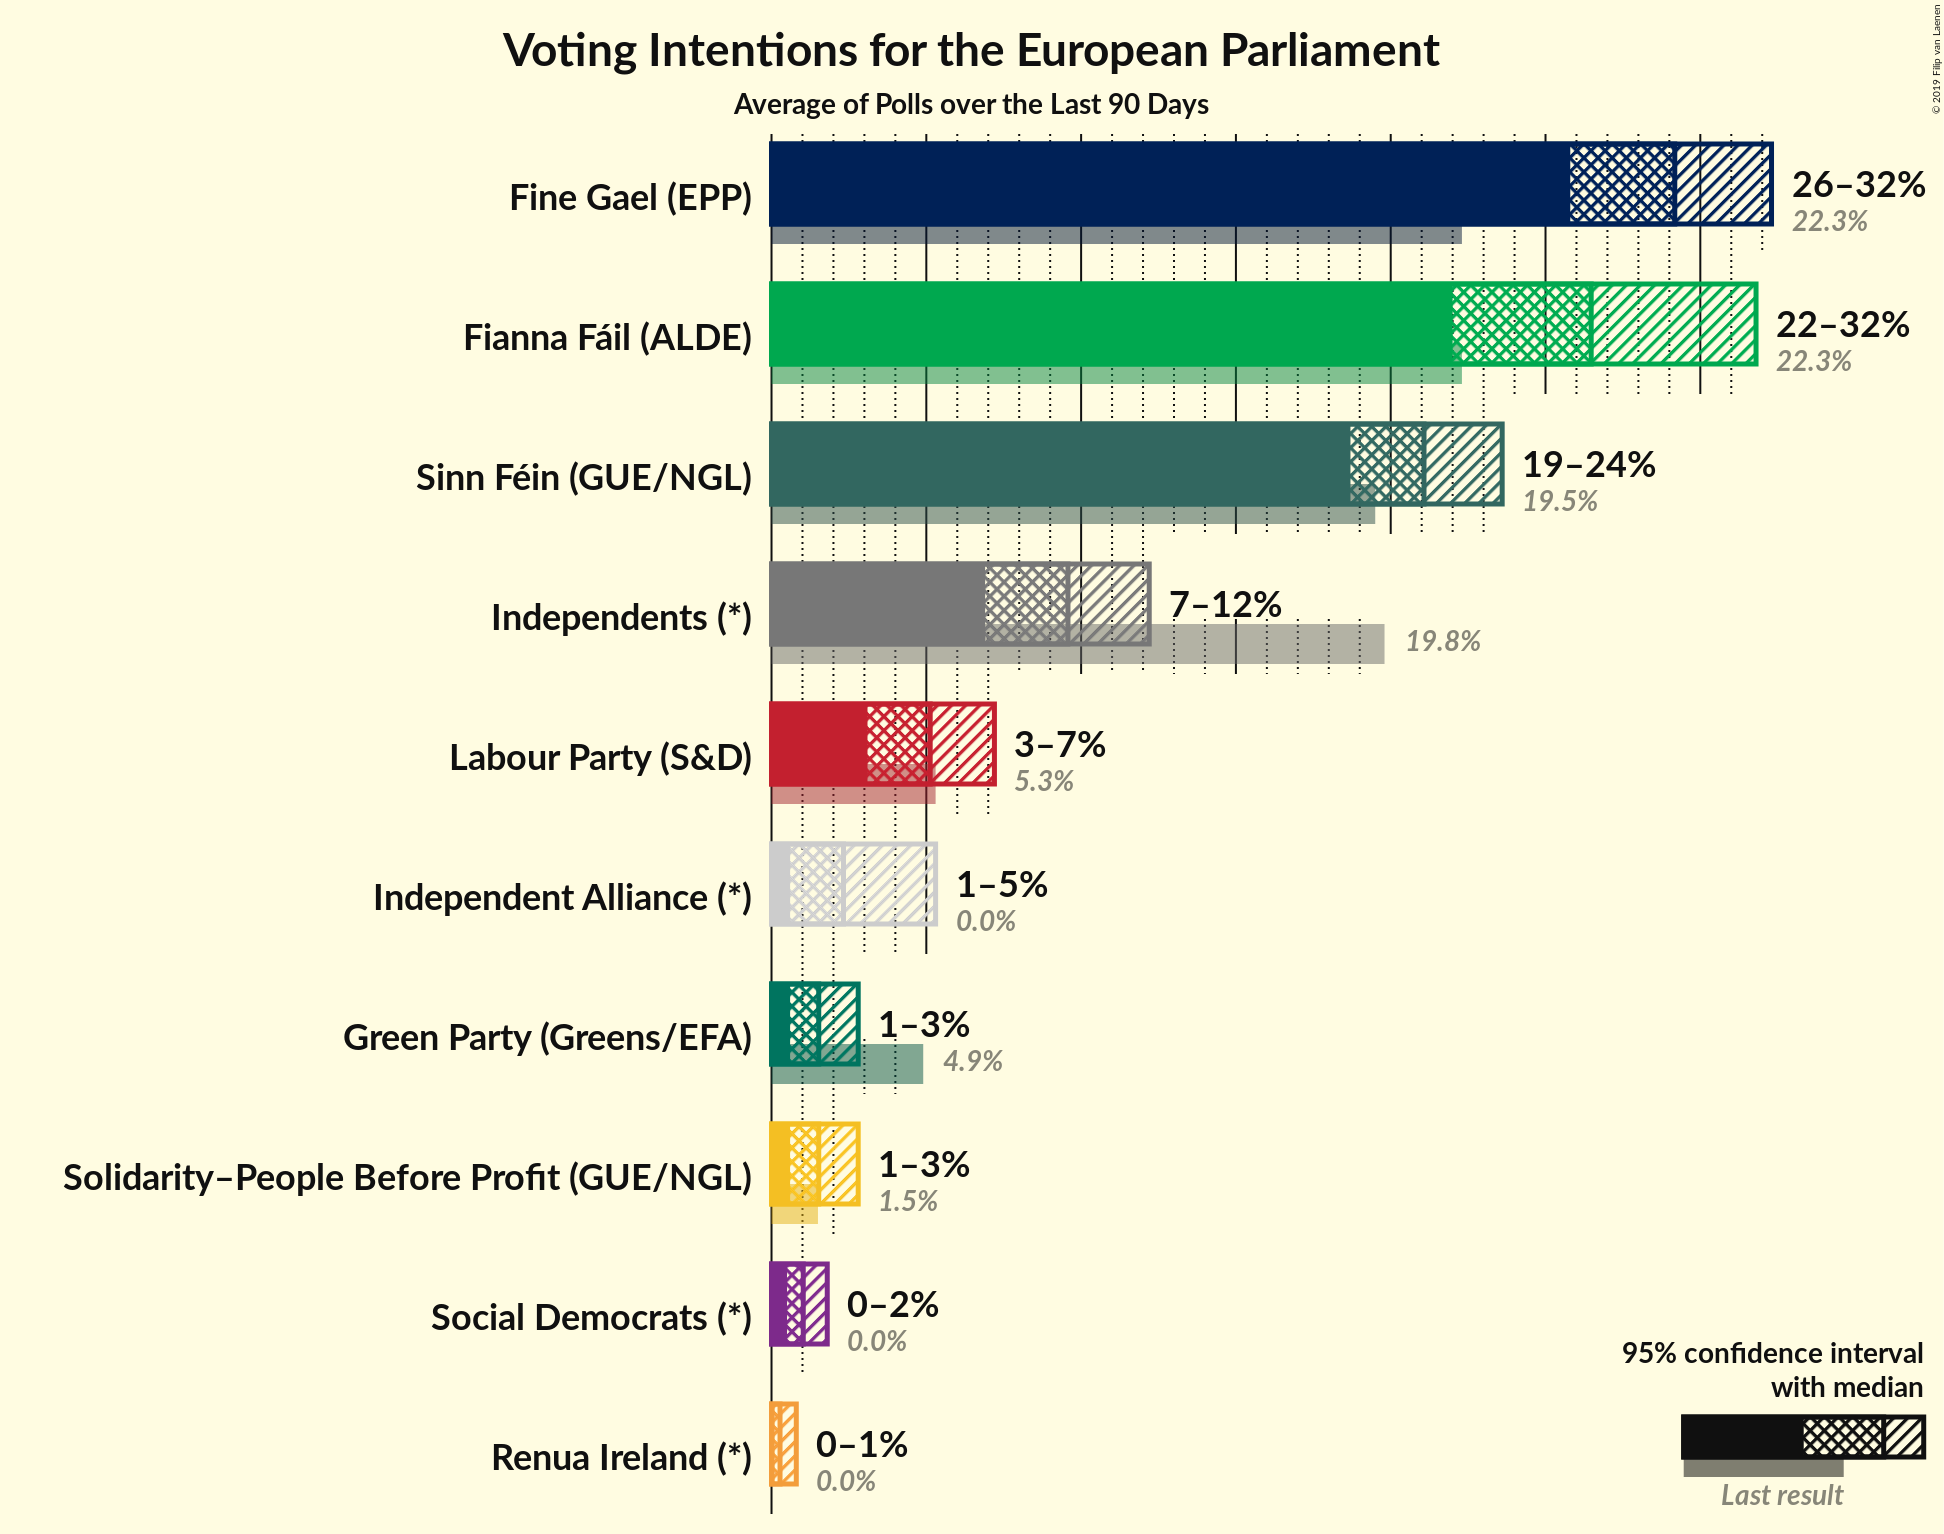 Voting Intentions for the European Parliament
Average of Polls over the Last 90 Days
© 2019 Filip van Laenen
Fine Gael (EPP)
26–32%
22.3%
Fianna Fáil (ALDE)
22–32%
22.3%
Sinn Féin (GUE/NGL)
19–24%
19.5%
Independents (*)
7–12%
19.8%
Labour Party (S&D)
3–7%
5.3%
Independent Alliance (*)
1–5%
0.0%
Green Party (Greens/EFA)
1–3%
4.9%
Solidarity–People Before Profit (GUE/NGL)
1–3%
1.5%
Social Democrats (*)
0–2%
0.0%
Renua Ireland (*)
0–1%
0.0%
95% confidence interval
with median
Last result